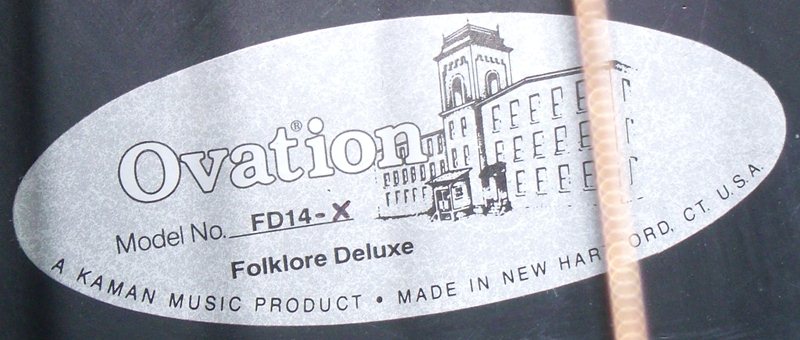 Ovation®
Model No. FD14-X
Folklore Deluxe
A KAMAN MUSIC PRODUCT • MADE IN NEW HARTFORD, CT. U.S.A.